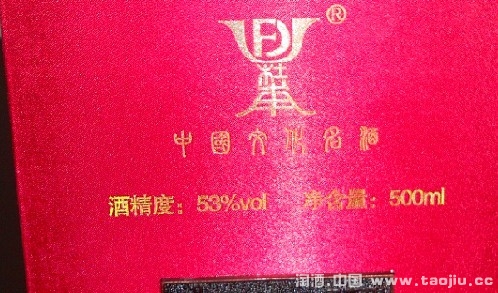 ®
中國文化名酒
酒精度：53%vol 净含量：500ml
淘酒.中国 www.taojiu.cc